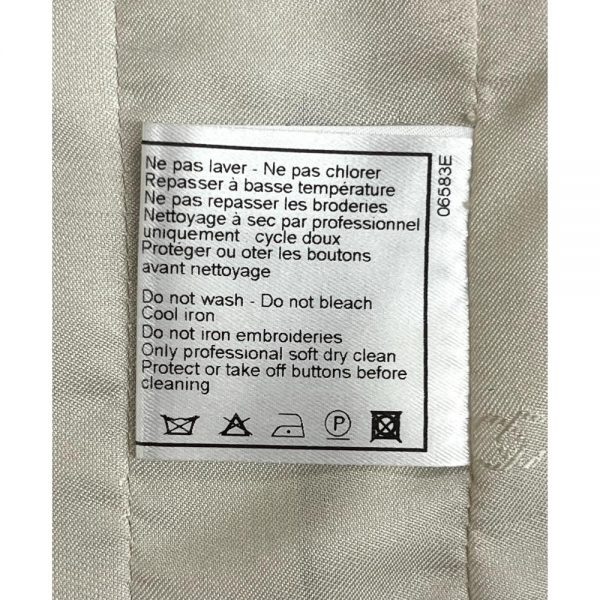 Ne pas laver - Ne pas chlorer
Repasser à basse température
Ne pas repasser les broderies
Nettoyage à sec par professionnel
uniquement cycle doux
Protéger ou oter les boutons
avant nettoyage
Do not wash - Do not bleach
Cool iron
Do not iron embroideries
Only professional soft dry clean
Protect or take off buttons before
cleaning
P
06583E